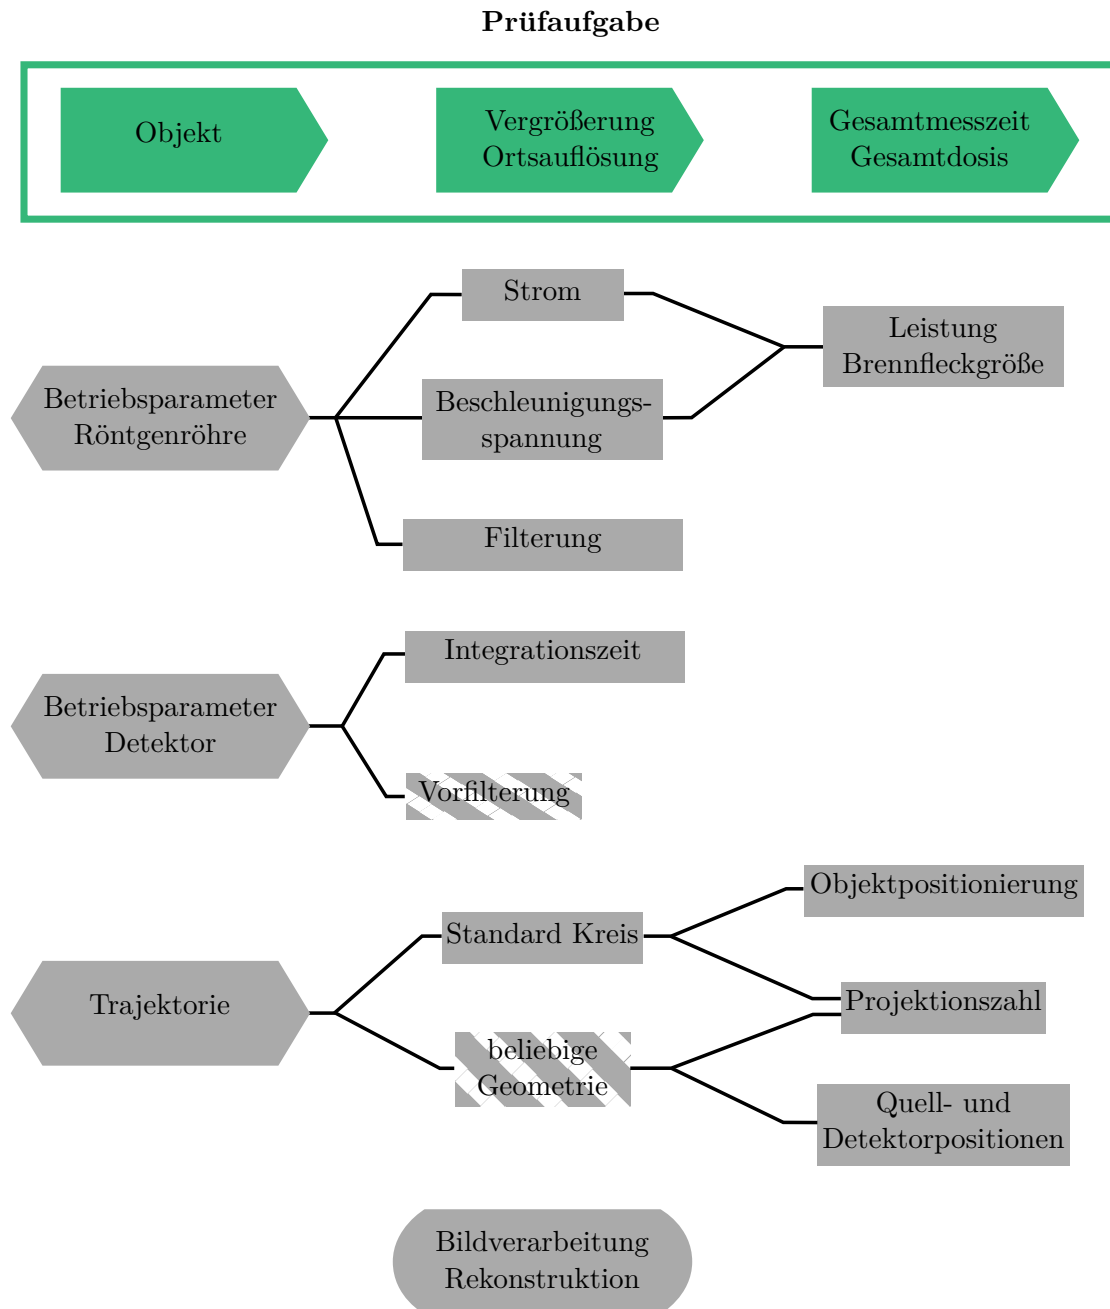 Prüfaufgabe
Objekt
Vergrößerung
Ortsauflösung
Gesamtmesszeit
Gesamtdosis
Strom
Leistung
Brennfleckgröße
Betriebsparameter
Röntgenröhre
Beschleunigungs-
spannung
Filterung
Integrationszeit
Betriebsparameter
Detektor
Vorfilterung
Objektpositionierung
Standard Kreis
Trajektorie
Projektionszahl
beliebige
Geometrie
Quell- und
Detektorpositionen
Bildverarbeitung
Rekonstruktion